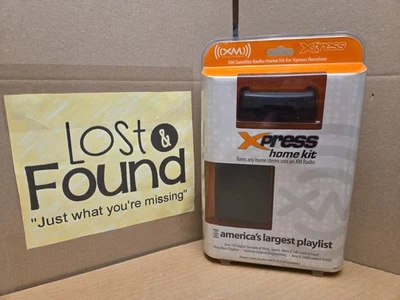 Lost &
Found
"Just what you're missing"
((XM))
Xpress
XM Satellite Radio Home Kit for Xpress Receiver
Xpress
home kit
Turns any home stereo into an XM Radio
america's largest playlist